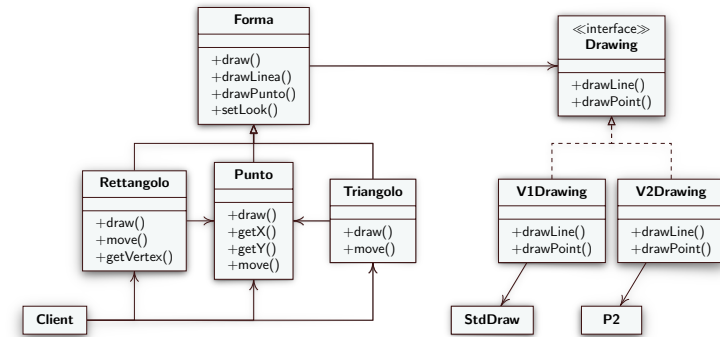 Forma
+draw()
+drawLinea()
+drawPunto()
+setLook()
≪interface≫
Drawing
+drawLine()
+drawPoint()
Rettangolo
+draw()
+move()
+getVertex()
Punto
+draw()
+getX()
+getY()
+move()
Triangolo
+draw()
+move()
V1Drawing
+drawLine()
+drawPoint()
V2Drawing
+drawLine()
+drawPoint()
Client
StdDraw
P2